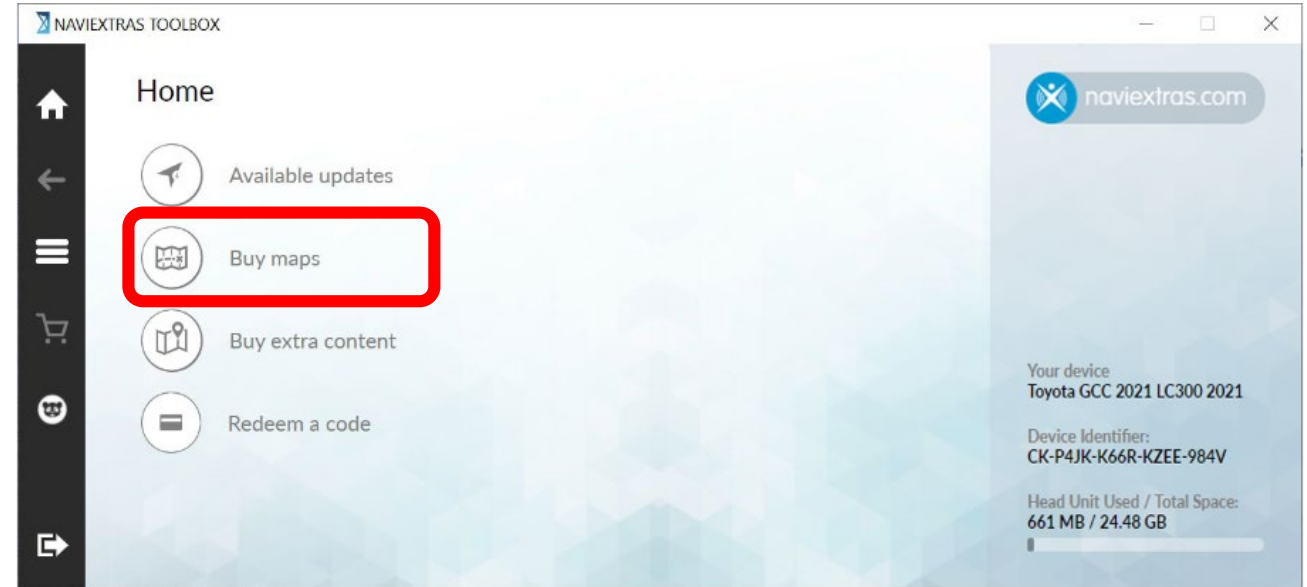 NAVIEXTRAS TOOLBOX
Home
naviextras.com
Available updates
Buy maps
Buy extra content
Redeem a code
Your device
Toyota GCC 2021 LC300 2021
Device Identifier:
CK-P4JK-K66R-KZEE-984V
Head Unit Used / Total Space:
661 MB / 24.48 GB